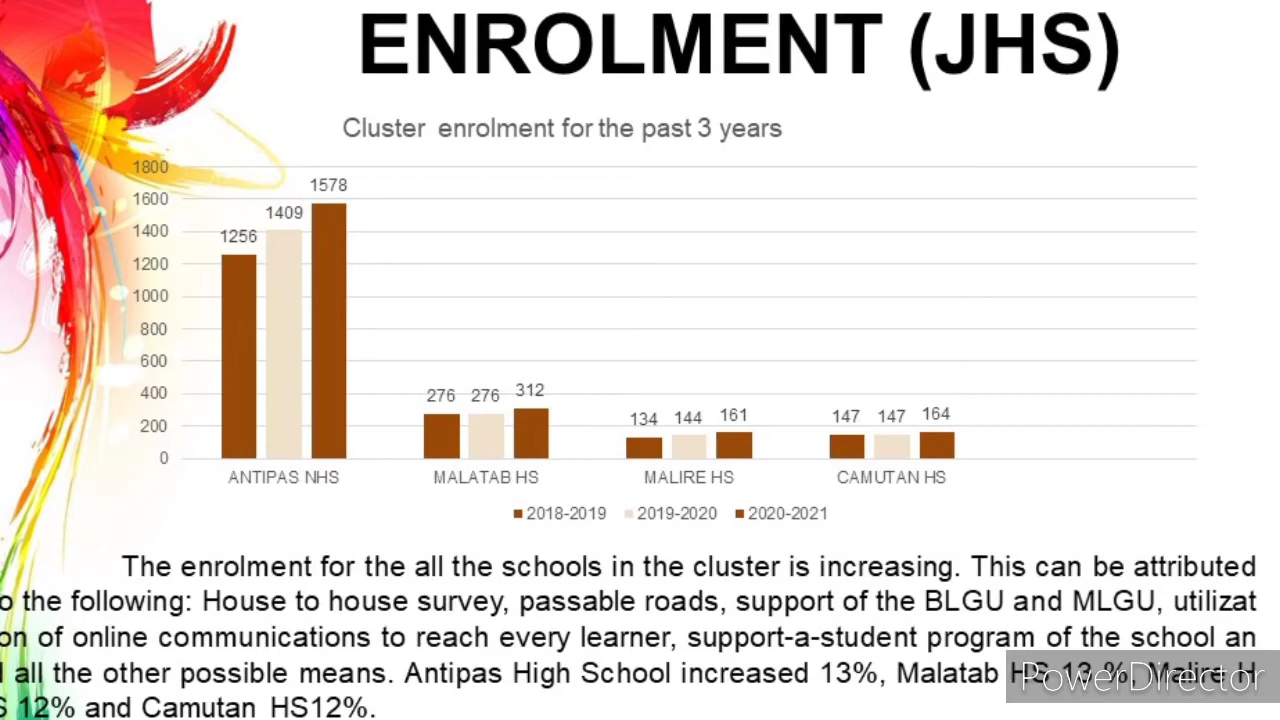 ENROLMENT (JHS)
Cluster enrolment for the past 3 years
1800
1600
1400
1200
1000
800
600
400
200
0
1256
1409
1578
276
276
312
134
144
161
147
147
164
ANTIPAS NHS
MALATAB HS
MALIRE HS
CAMUTAN HS
2018-2019
2019-2020
2020-2021
The enrolment for the all the schools in the cluster is increasing. This can be attributed
o the following: House to house survey, passable roads, support of the BLGU and MLGU, utilizat
on of online communications to reach every learner, support-a-student program of the school an
all the other possible means. Antipas High School increased 13%, Malatab HS 13 %, Malire H
S 12% and Camutan HS12%.
PowerDirector